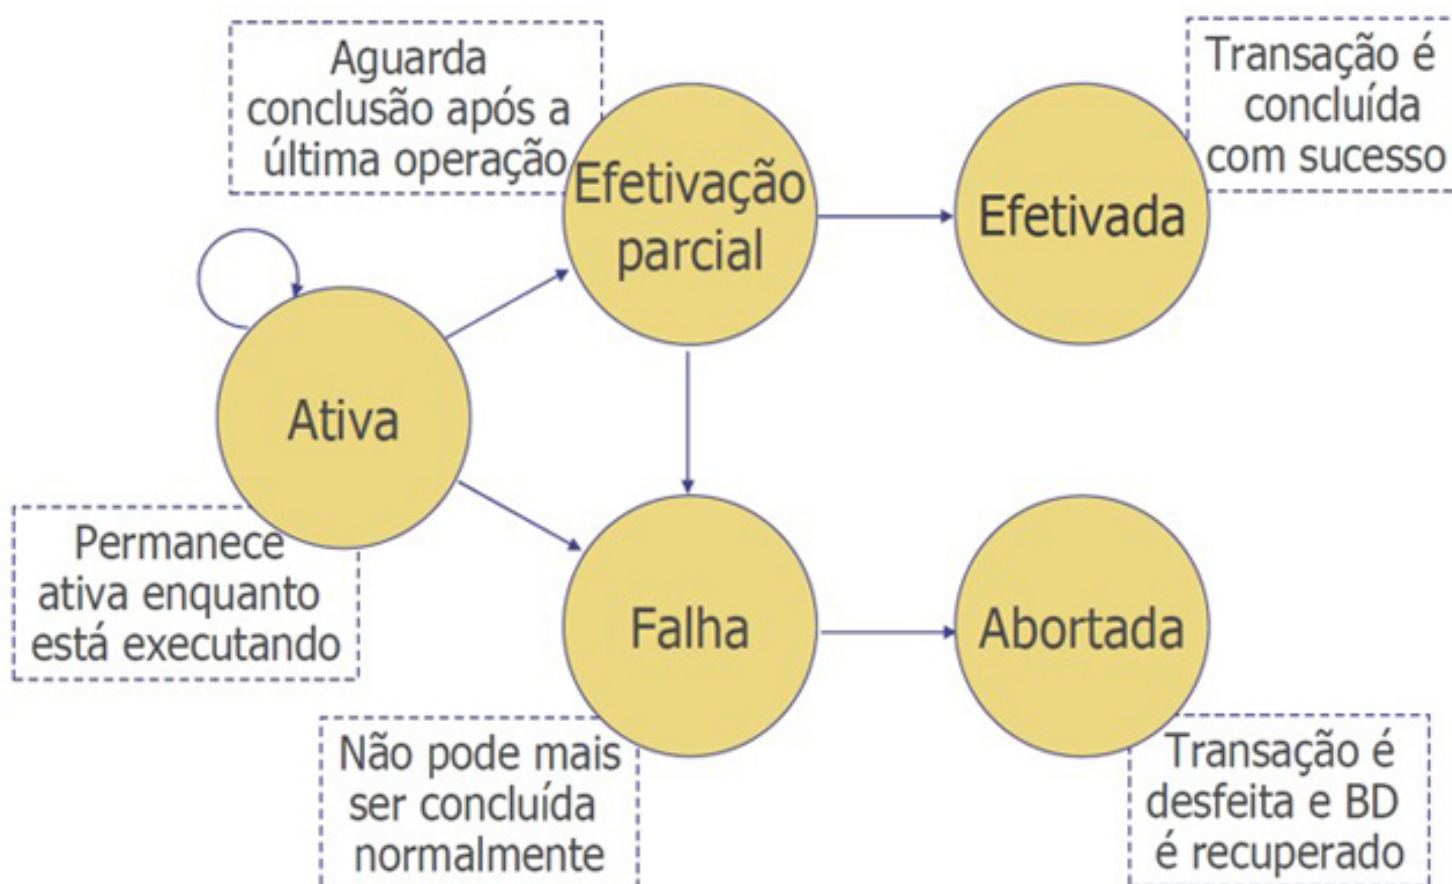 Aguarda
conclusão após a
última operação
Efetivação
parcial
Transação é
concluída
com sucesso
Efetivada
Ativa
Permanece
ativa enquanto
está executando
Falha
Não pode mais
ser concluída
normalmente
Abortada
Transação é
desfeita e BD
é recuperado